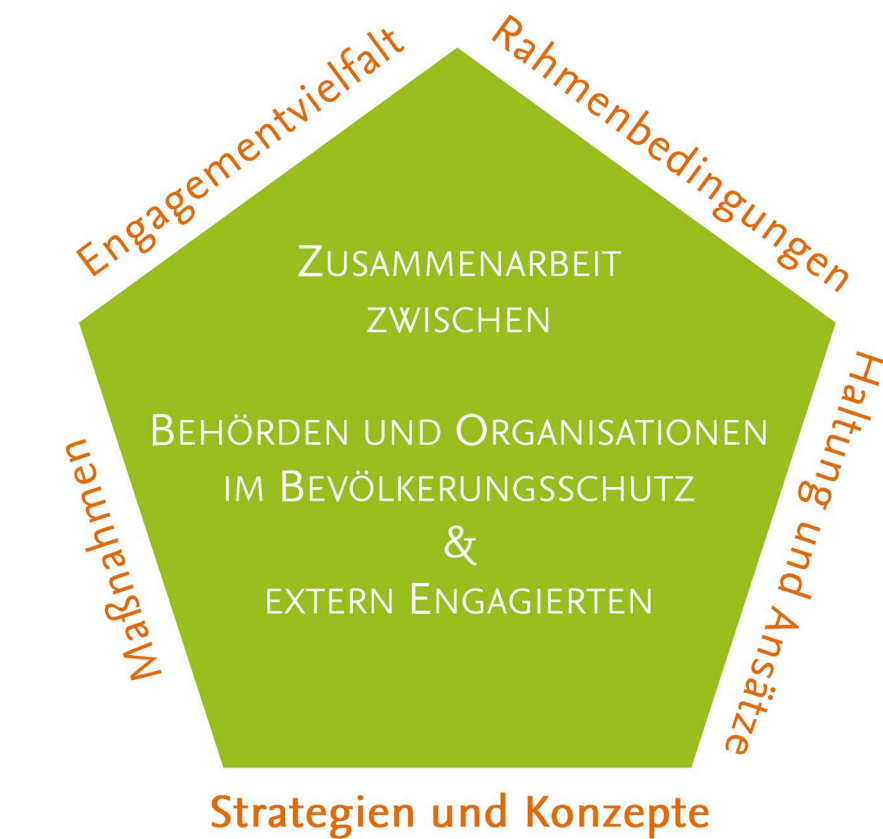 Engagementvielfalt
Rahmenbedingungen
ZUSAMMENARBEIT
ZWISCHEN
BEHÖRDEN UND ORGANISATIONEN
IM BEVÖLKERUNGSSCHUTZ
&
EXTERN ENGAGIERTEN
Haltung und Ansätze
Maßnahmen
Strategien und Konzepte